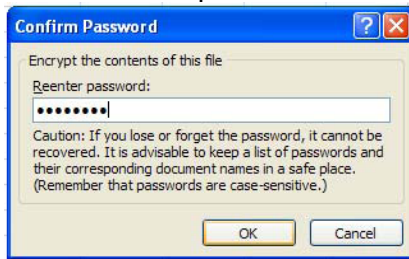 Confirm Password
Encrypt the contents of this file
Reenter password:
••••••••
Caution: If you lose or forget the password, it cannot be
recovered. It is advisable to keep a list of passwords and
their corresponding document names in a safe place.
(Remember that passwords are case-sensitive.)
OK Cancel